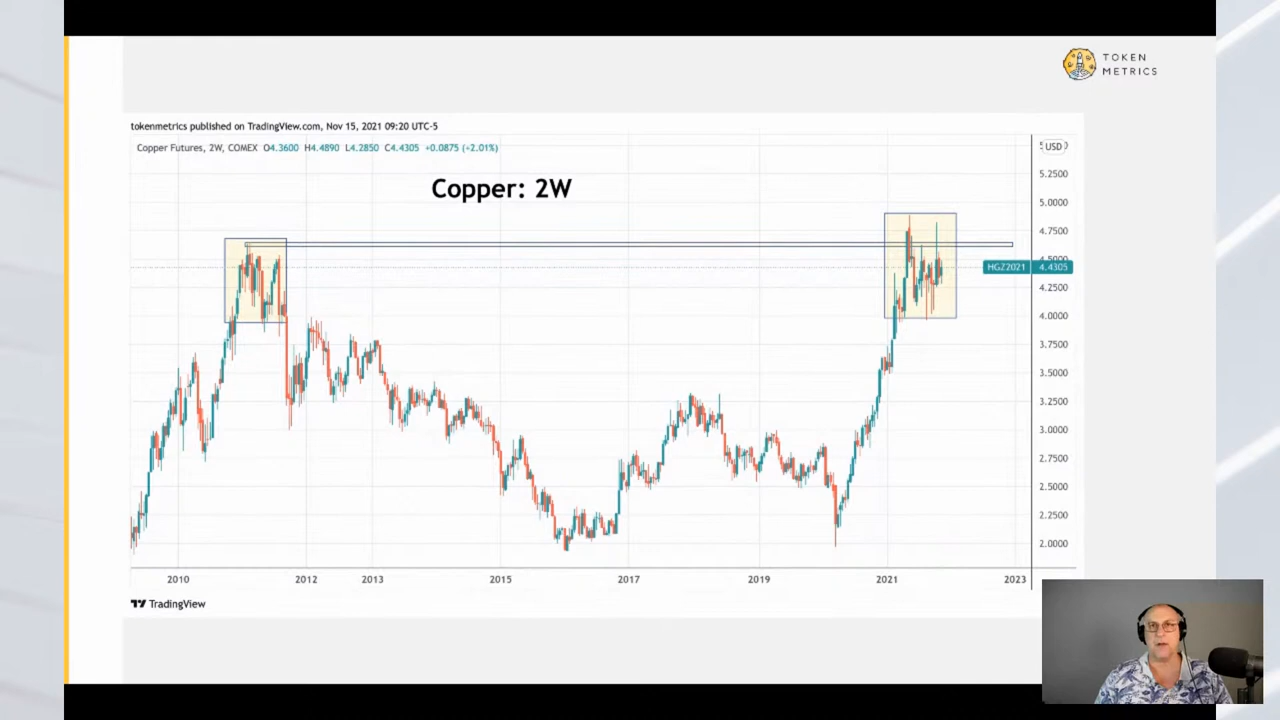 TOKEN
METRICS
tokenmetrics published on TradingView.com, Nov 15, 2021 09:20 UTC-5
Copper Futures, 2W, COMEX O4.3600 H4.4890 L4.2850 C4.4305 +0.0875 (+2.01%)
USD
Copper: 2W
5.2500
5.0000
4.7500
4.5000
HGZ2021 4.4305
4.2500
4.0000
3.7500
3.5000
3.2500
3.0000
2.7500
2.5000
2.2500
2.0000
2010 2012 2013 2015 2017 2019 2021 2023
TradingView